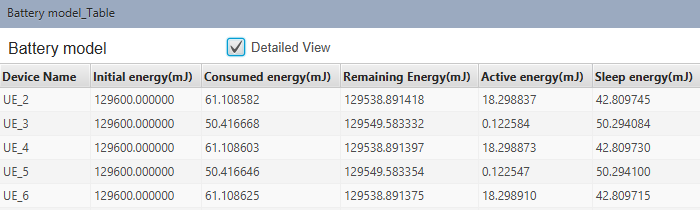 Battery model_Table
Battery model Detailed View
Device Name Initial energy(mJ) Consumed energy(mJ) Remaining Energy(mJ) Active energy(mJ) Sleep energy(mJ)
UE_2 129600.000000 61.108582 129538.891418 18.298837 42.809745
UE_3 129600.000000 50.416668 129549.583332 0.122584 50.294084
UE_4 129600.000000 61.108603 129538.891397 18.298873 42.809730
UE_5 129600.000000 50.416646 129549.583354 0.122547 50.294100
UE_6 129600.000000 61.108625 129538.891375 18.298910 42.809715